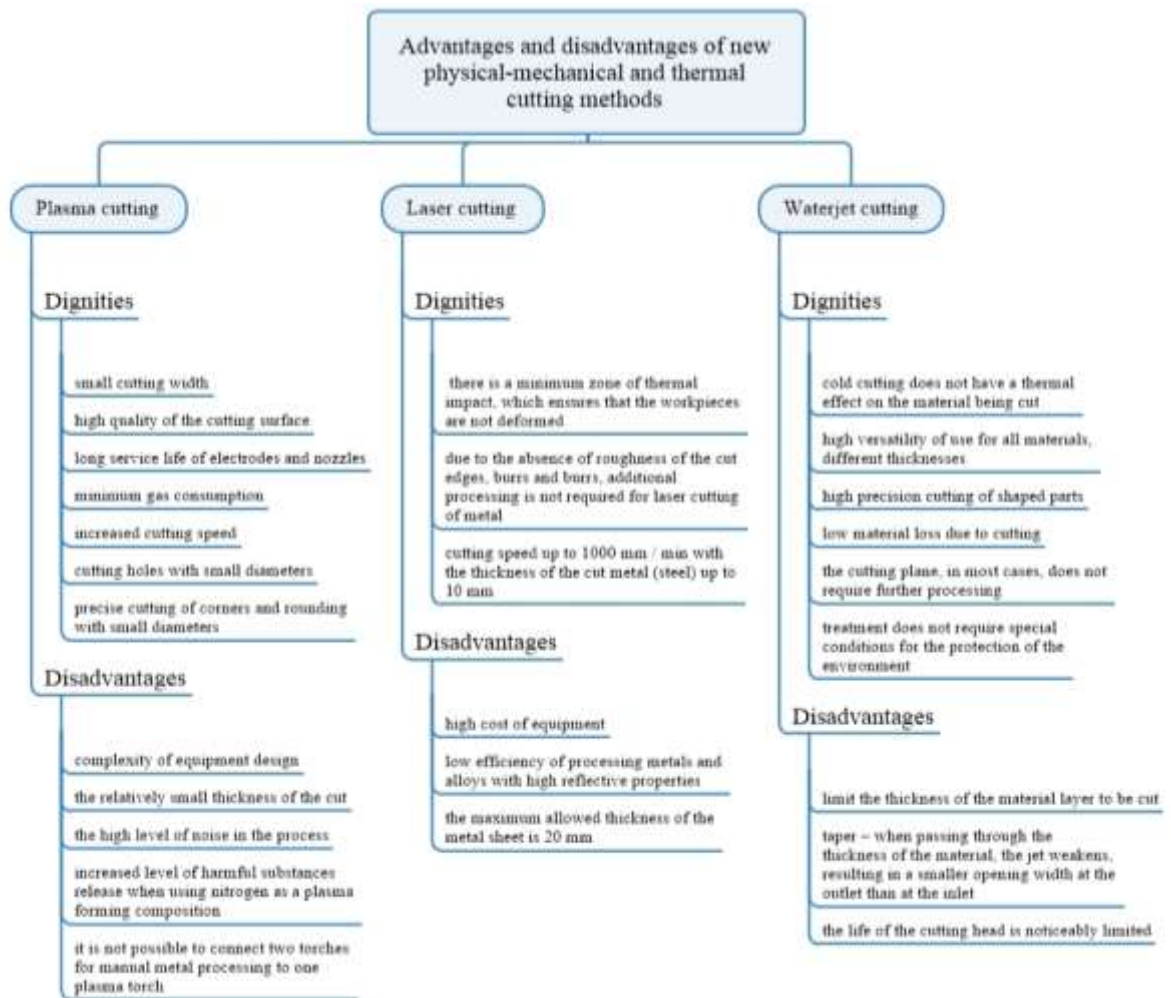 Advantages and disadvantages of new
physical-mechanical and thermal
cutting methods
Plasma cutting
Dignities
small cutting width
high quality of the cutting surface
long service life of electrodes and nozzles
minimum gas consumption
increased cutting speed
cutting holes with small diameters
precise cutting of corners and rounding
with small diameters
Disadvantages
complexity of equipment design
the relatively small thickness of the cut
the high level of noise in the process
increased level of harmful substances
release when using nitrogen as a plasma
forming composition
it is not possible to connect two torches
for manual metal processing to one
plasma torch
Laser cutting
Dignities
there is a minimum zone of thermal
impact, which ensures that the workpieces
are not deformed
due to the absence of roughness of the cut
edges, burrs and burrs, additional
processing is not required for laser cutting
of metal
cutting speed up to 1000 mm / min with
the thickness of the cut metal (steel) up to
10 mm
Disadvantages
high cost of equipment
low efficiency of processing metals and
alloys with high reflective properties
the maximum allowed thickness of the
metal sheet is 20 mm
Waterjet cutting
Dignities
cold cutting does not have a thermal
effect on the material being cut
high versatility of use for all materials,
different thicknesses
high precision cutting of shaped parts
low material loss due to cutting
the cutting plane, in most cases, does not
require further processing
treatment does not require special
conditions for the protection of the
environment
Disadvantages
limit the thickness of the material layer to be cut
taper – when passing through the
thickness of the material, the jet weakens,
resulting in a smaller opening width at the
outlet than at the inlet
the life of the cutting head is noticeably limited